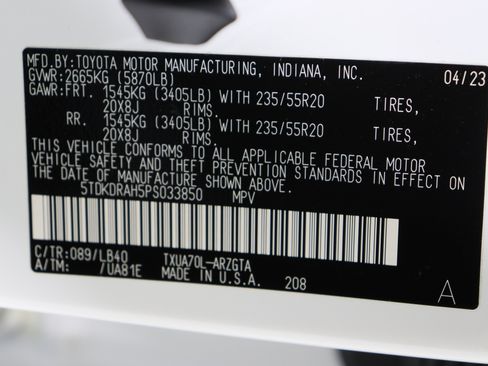 MFD.BY:TOYOTA MOTOR MANUFACTURING, INDIANA, INC. 04/23
GVWR:2665KG (5870LB)
GAWR:FRT. 1545KG (3405LB) WITH 235/55R20 TIRES,
20X8J RIMS.
RR. 1545KG (3405LB) WITH 235/55R20 TIRES,
20X8J RIMS.
THIS VEHICLE CONFORMS TO ALL APPLICABLE FEDERAL MOTOR
VEHICLE SAFETY AND THEFT PREVENTION STANDARDS IN EFFECT ON
THE DATE OF MANUFACTURE SHOWN ABOVE.
5TDKDRAH5PS033850 MPV
C/TR:089/LB40 TXUA70L-ARZGTA
A/TM: /UA81E MADE IN U.S.A. 208
A